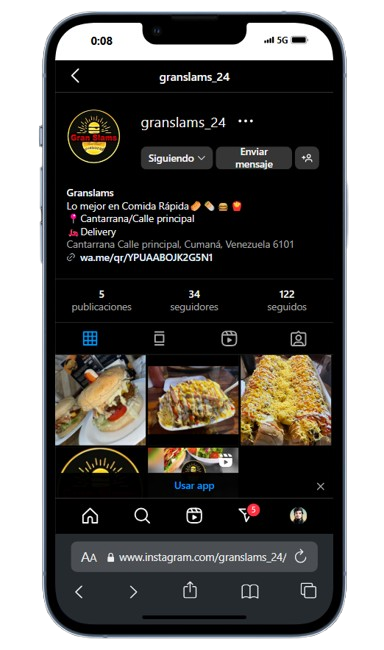 0:08
5G
granslams_24
granslams_24
Siguiendo
Enviar mensaje
Gran Slams
Granslams
Lo mejor en Comida Rápida
Cantarrana/Calle principal
Delivery
Cantarrana Calle principal, Cumaná, Venezuela 6101
wa.me/qr/YPUAABOJK2G5N1
5 34 122
publicaciones seguidores seguidos
Usar app
5
AA www.instagram.com/granslams_24/